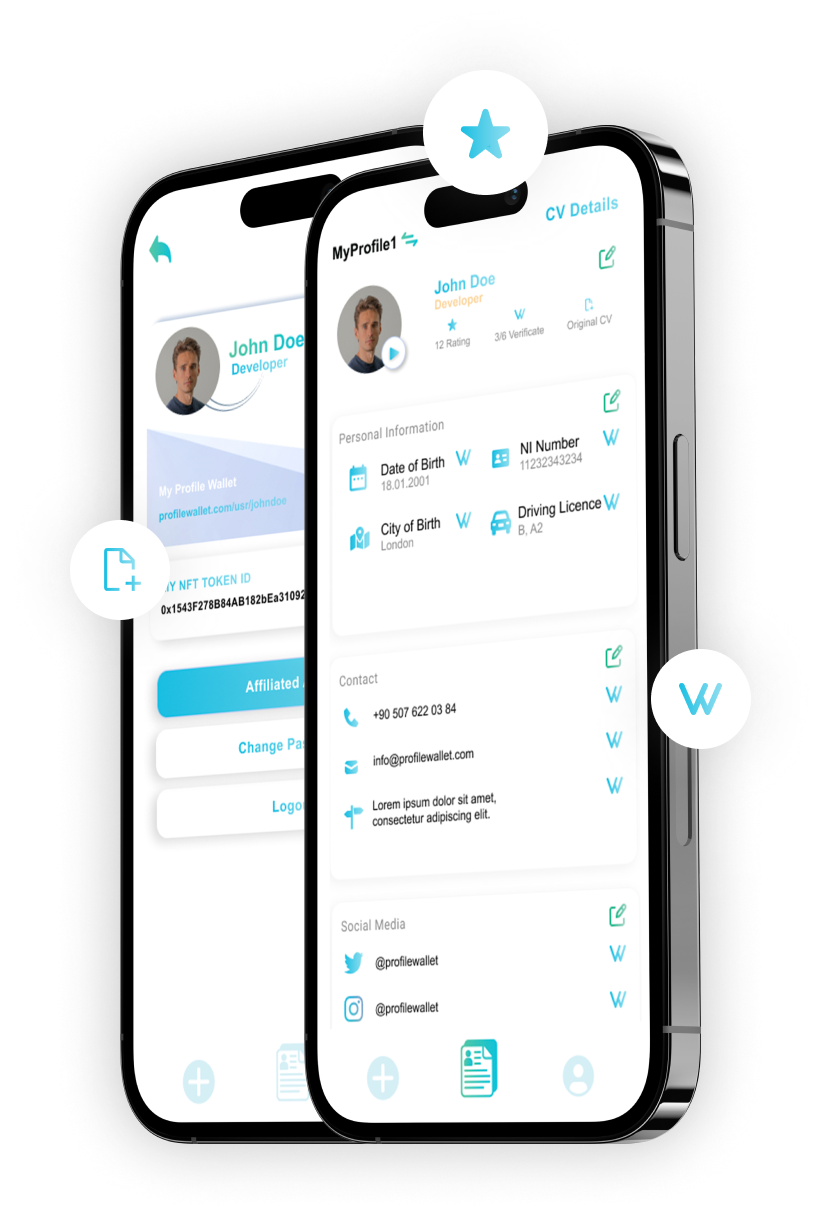 John Doe
Developer
My Profile Wallet
profilewallet.com/usr/johndoe
NFT TOKEN ID
0x1543F278B84AB182bEa31092
Affiliated
Change
CV Details
MyProfile1
John Doe
Developer
12 Rating
3/6 Verificate
Original CV
Personal Information
Date of Birth
18.01.2001
NI Number
11232343234
City of Birth
London
Driving Licence
B, A2
Contact
+90 507 622 03 84
info@profilewallet.com
Lorem ipsum dolor sit amet,
consectetur adipiscing elit.
Social Media
@profilewallet
@profilewallet